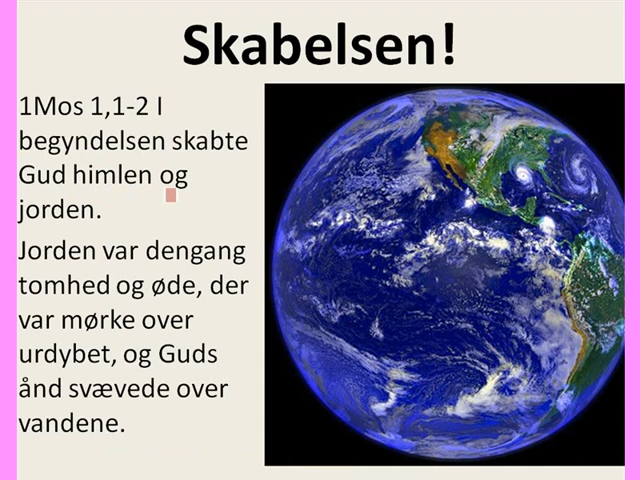 Skabelsen!
1Mos 1,1-2 I
begyndelsen skabte
Gud himlen og
jorden.
Jorden var dengang
tomhed og øde, der
var mørke over
urdybet, og Guds
ånd svævede over
vandene.